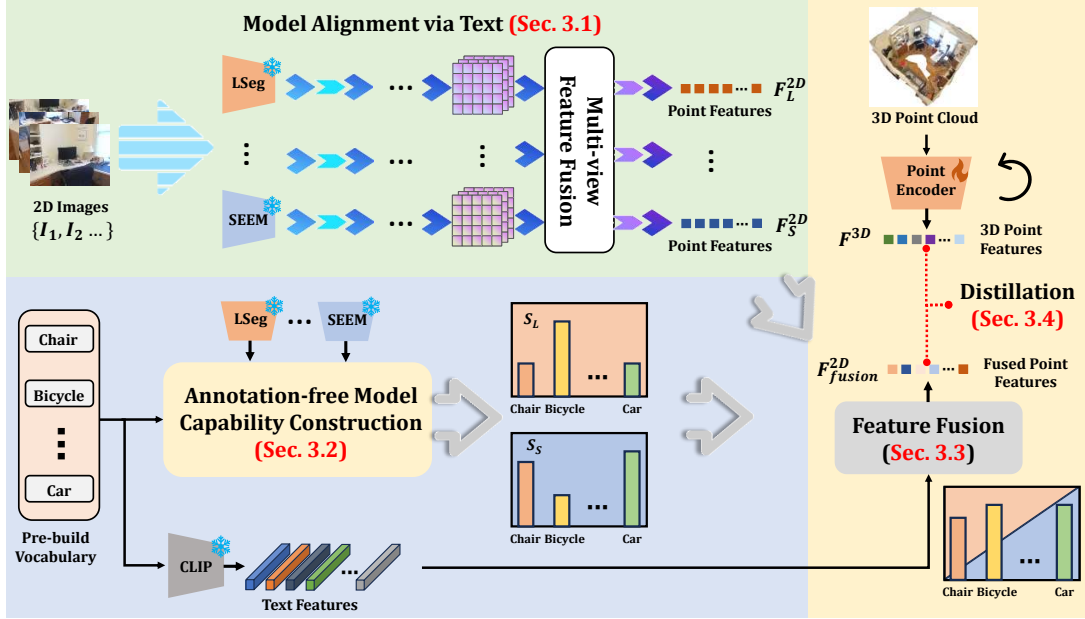 Model Alignment via Text (Sec. 3.1)
LSeg
2D Images
{I_1, I_2 ...}
...
SEEM
...
Multi-view
Feature Fusion
... F_L^{2D}
Point Features
... F_S^{2D}
Point Features
3D Point Cloud
Point
Encoder
F^{3D} ... 3D Point
Features
Distillation
(Sec. 3.4)
F_{fusion}^{2D} ... Fused Point
Features
Feature Fusion
(Sec. 3.3)
... 
Chair Bicycle Car
Chair
Bicycle
Car
Pre-build
Vocabulary
LSeg ... SEEM
Annotation-free Model
Capability Construction
(Sec. 3.2)
S_L
...
Chair Bicycle Car
S_S
...
Chair Bicycle Car
CLIP
...
Text Features